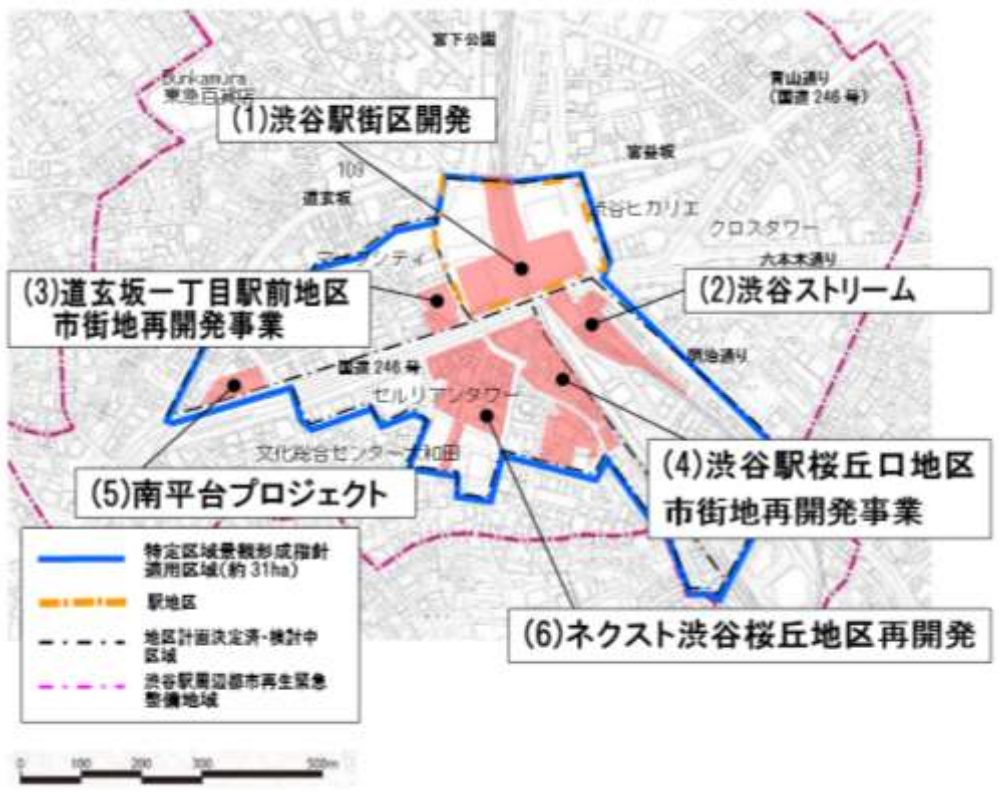 宮下公園
Bunkamura
東急百貨店
青山通り
(国道246号)
(1)渋谷駅街区開発
宮益坂
109
道玄坂
渋谷ヒカリエ
クロスタワー
六本木通り
(3)道玄坂一丁目駅前地区
市街地再開発事業
(2)渋谷ストリーム
国道246号
明治通り
セルリアンタワー
文化総合センター大和田
(4)渋谷駅桜丘口地区
市街地再開発事業
(5)南平台プロジェクト
特定区域景観形成指針
適用区域(約31ha)
駅地区
地区計画決定済・検討中
区域
渋谷駅周辺都市再生緊急
整備地域
(6)ネクスト渋谷桜丘地区再開発
0 100 200 300 500m